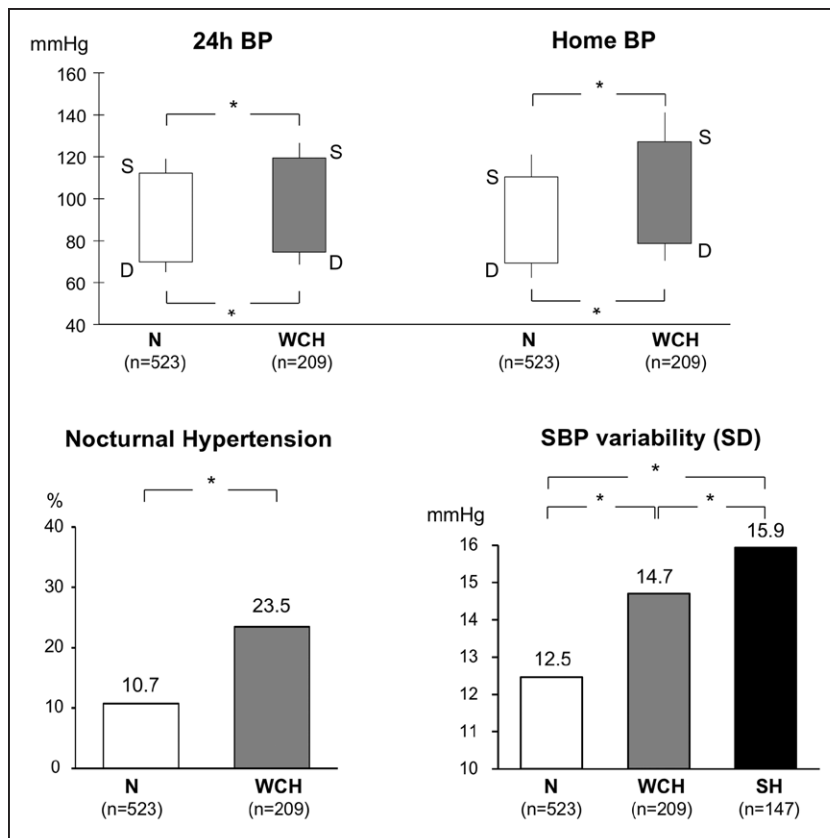 24h BP
Home BP
mmHg
160
140
120
100
80
60
40
*
S
S
D
D
*
*
S
S
D
D
*
N
WCH
N
WCH
(n=523)
(n=209)
(n=523)
(n=209)
Nocturnal Hypertension
SBP variability (SD)
%
40
30
20
10
0
*
10.7
23.5
N
WCH
(n=523)
(n=209)
mmHg
16
15
14
13
12
11
10
*
*
*
12.5
14.7
15.9
N
WCH
SH
(n=523)
(n=209)
(n=147)